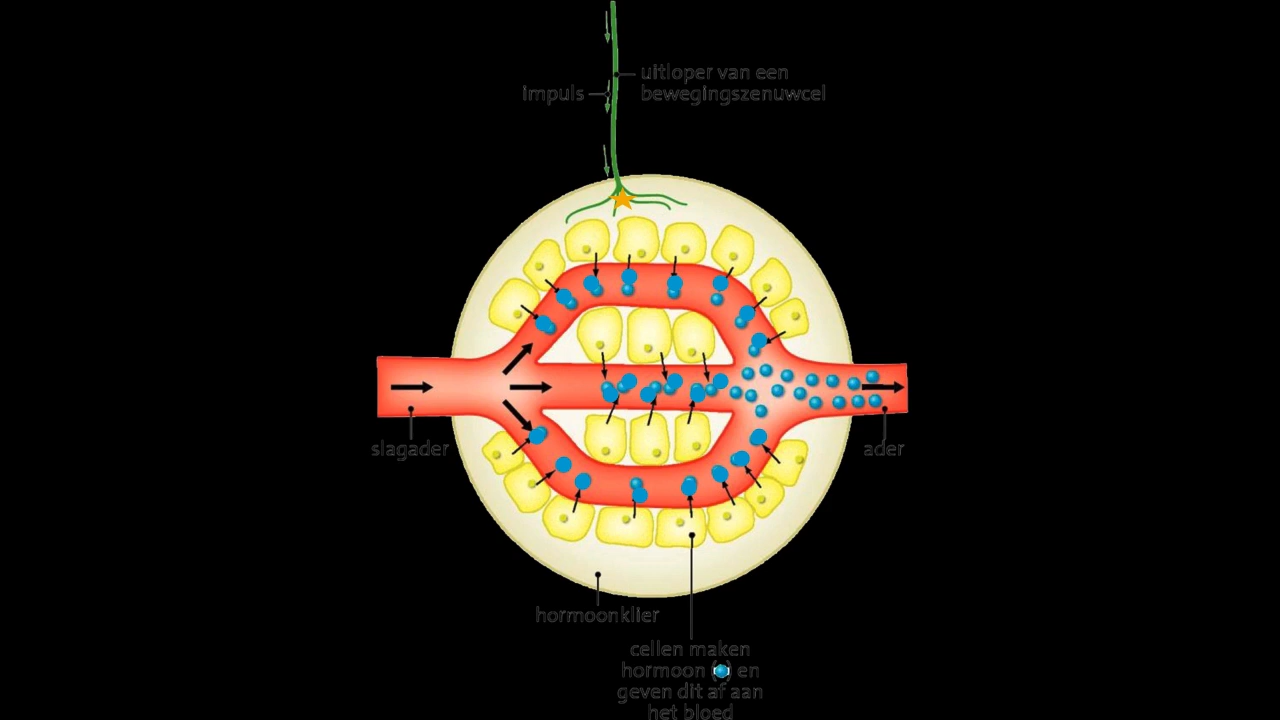 uitloper van een
impuls
bewegingszenuwcel
slagader
ader
hormoonklier
cellen maken
hormoon ( ) en
geven dit af aan
het bloed